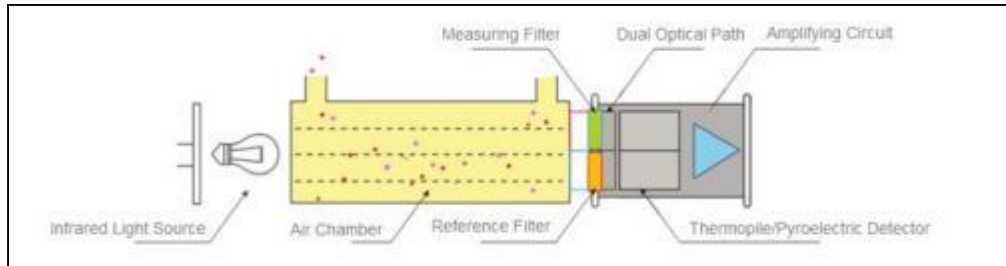 Measuring Filter
Dual Optical Path
Amplifying Circuit
Infrared Light Source
Air Chamber
Reference Filter
Thermopile/Pyroelectric Detector